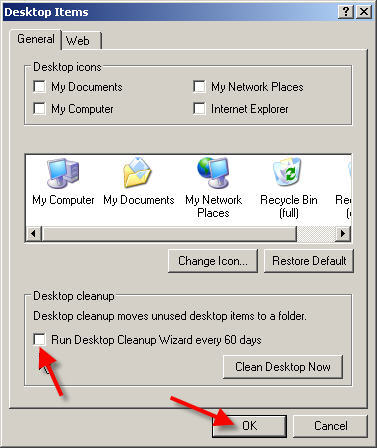 Desktop Items
General Web
Desktop icons
My Documents My Network Places
My Computer Internet Explorer
My Computer My Documents My Network Places Recycle Bin (full)
Change Icon... Restore Default
Desktop cleanup
Desktop cleanup moves unused desktop items to a folder.
Run Desktop Cleanup Wizard every 60 days
Clean Desktop Now
OK Cancel